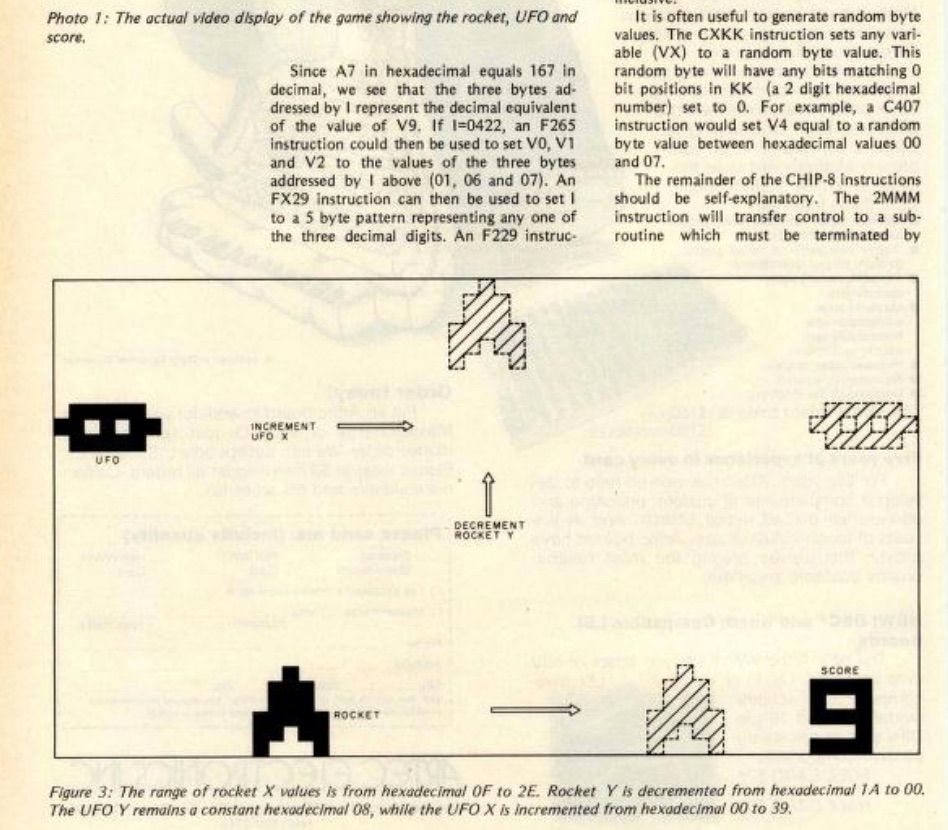 Photo 1: The actual video display of the game showing the rocket, UFO and
score.
Since A7 in hexadecimal equals 167 in
decimal, we see that the three bytes ad-
dressed by I represent the decimal equivalent
of the value of V9. If I=0422, an F265
instruction could then be used to set V0, V1
and V2 to the values of the three bytes
addressed by I above (01, 06 and 07). An
FX29 instruction can then be used to set I
to a 5 byte pattern representing any one of
the three decimal digits. An F229 instruc-
inclusive.
It is often useful to generate random byte
values. The CXKK instruction sets any vari-
able (VX) to a random byte value. This
random byte will have any bits matching 0
bit positions in KK (a 2 digit hexadecimal
number) set to 0. For example, a C407
instruction would set V4 equal to a random
byte value between hexadecimal values 00
and 07.
The remainder of the CHIP-8 instructions
should be self-explanatory. The 2MMM
instruction will transfer control to a sub-
routine which must be terminated by
INCREMENT
UFO X
UFO
DECREMENT
ROCKET Y
SCORE
ROCKET
9
Figure 3: The range of rocket X values is from hexadecimal 0F to 2E. Rocket Y is decremented from hexadecimal 1A to 00.
The UFO Y remains a constant hexadecimal 08, while the UFO X is incremented from hexadecimal 00 to 39.